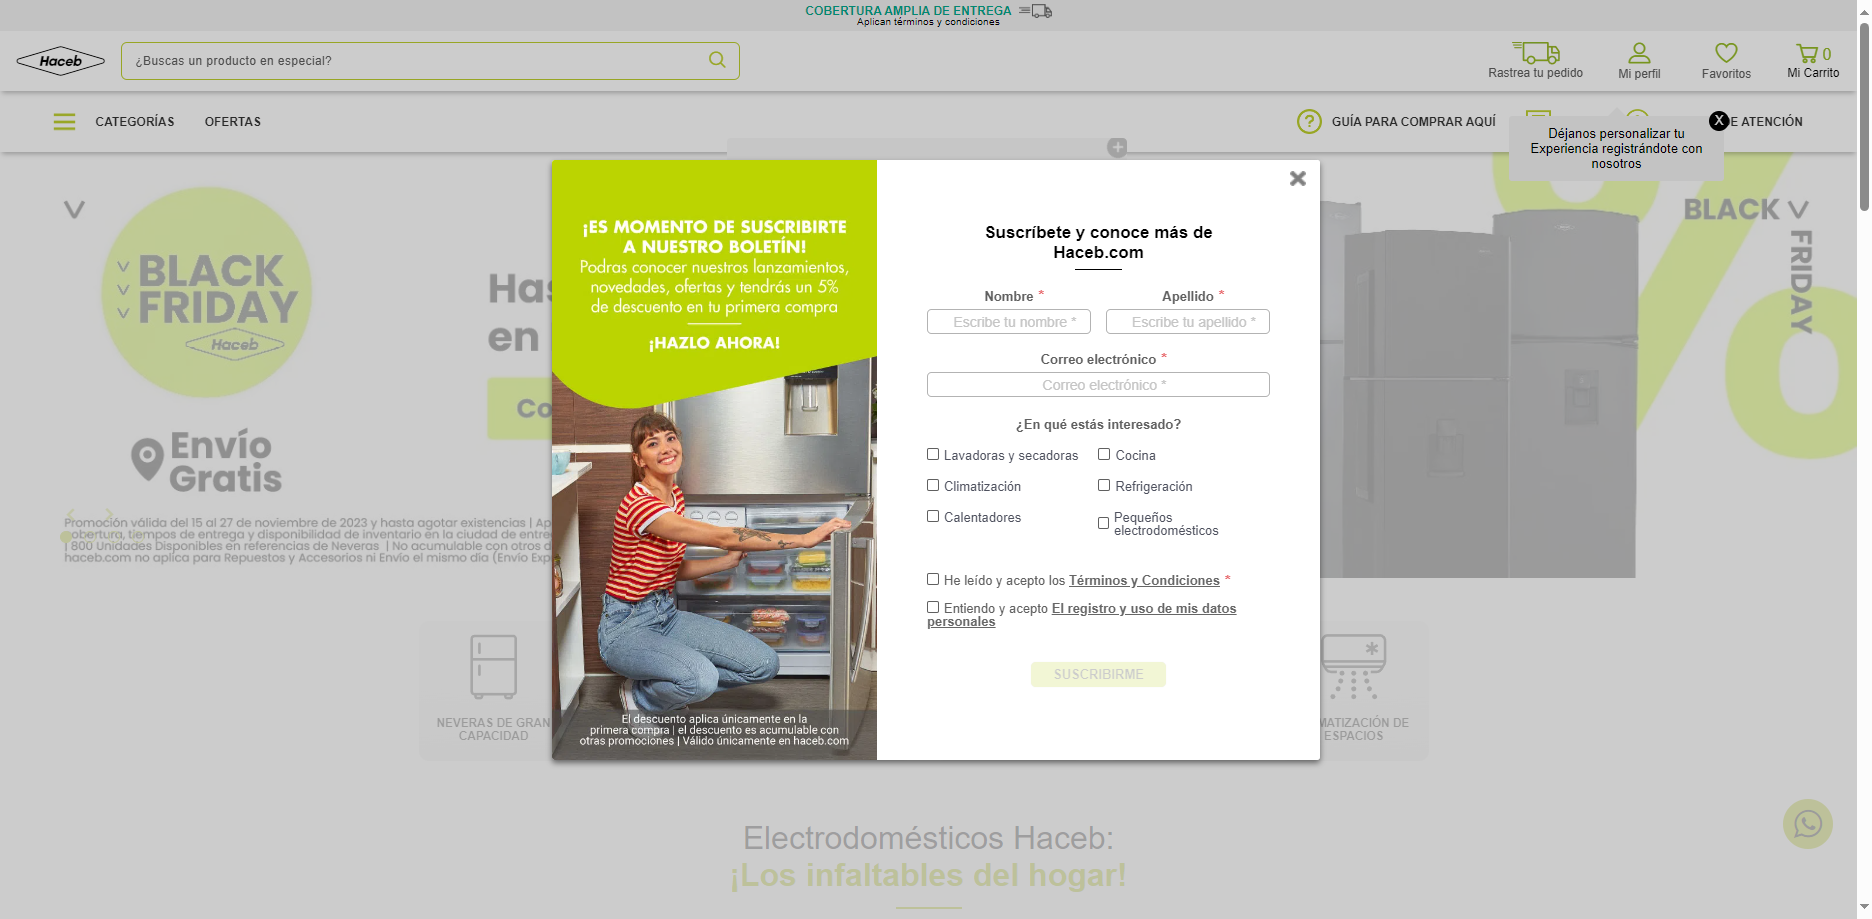 COBERTURA AMPLIA DE ENTREGA
Aplican términos y condiciones
Haceb
¿Buscas un producto en especial?
Rastrea tu pedido
Mi perfil
Favoritos
0
Mi Carrito
CATEGORÍAS
OFERTAS
GUÍA PARA COMPRAR AQUÍ
E ATENCIÓN
X
Déjanos personalizar tu
Experiencia registrándote con
nosotros
BLACK
FRIDAY
Haceb
Envío
Gratis
en
BLACK
FRIDAY
%
Promoción válida del 15 al 27 de noviembre de 2023 y hasta agotar existencias |
obertura, tiempos de entrega y disponibilidad de inventario en la ciudad de
| 800 Unidades Disponibles en referencias de Neveras | No acumulable con otros
haceb.com no aplica para Repuestos y Accesorios ni Envío el mismo día (Envío
¡ES MOMENTO DE SUSCRIBIRTE
A NUESTRO BOLETÍN!
Podras conocer nuestros lanzamientos,
novedades, ofertas y tendrás un 5%
de descuento en tu primera compra
¡HAZLO AHORA!
El descuento aplica únicamente en la
primera compra | el descuento es acumulable con
otras promociones | Válido únicamente en haceb.com
Suscríbete y conoce más de
Haceb.com
Nombre *
Apellido *
Escribe tu nombre *
Escribe tu apellido *
Correo electrónico *
Correo electrónico *
¿En qué estás interesado?
Lavadoras y secadoras
Cocina
Climatización
Refrigeración
Calentadores
Pequeños
electrodomésticos
He leído y acepto los Términos y Condiciones *
Entiendo y acepto El registro y uso de mis datos
personales
SUSCRIBIRME
NEVERAS DE GRAN
CAPACIDAD
MATIZACIÓN DE
ESPACIOS
Electrodomésticos Haceb:
¡Los infaltables del hogar!